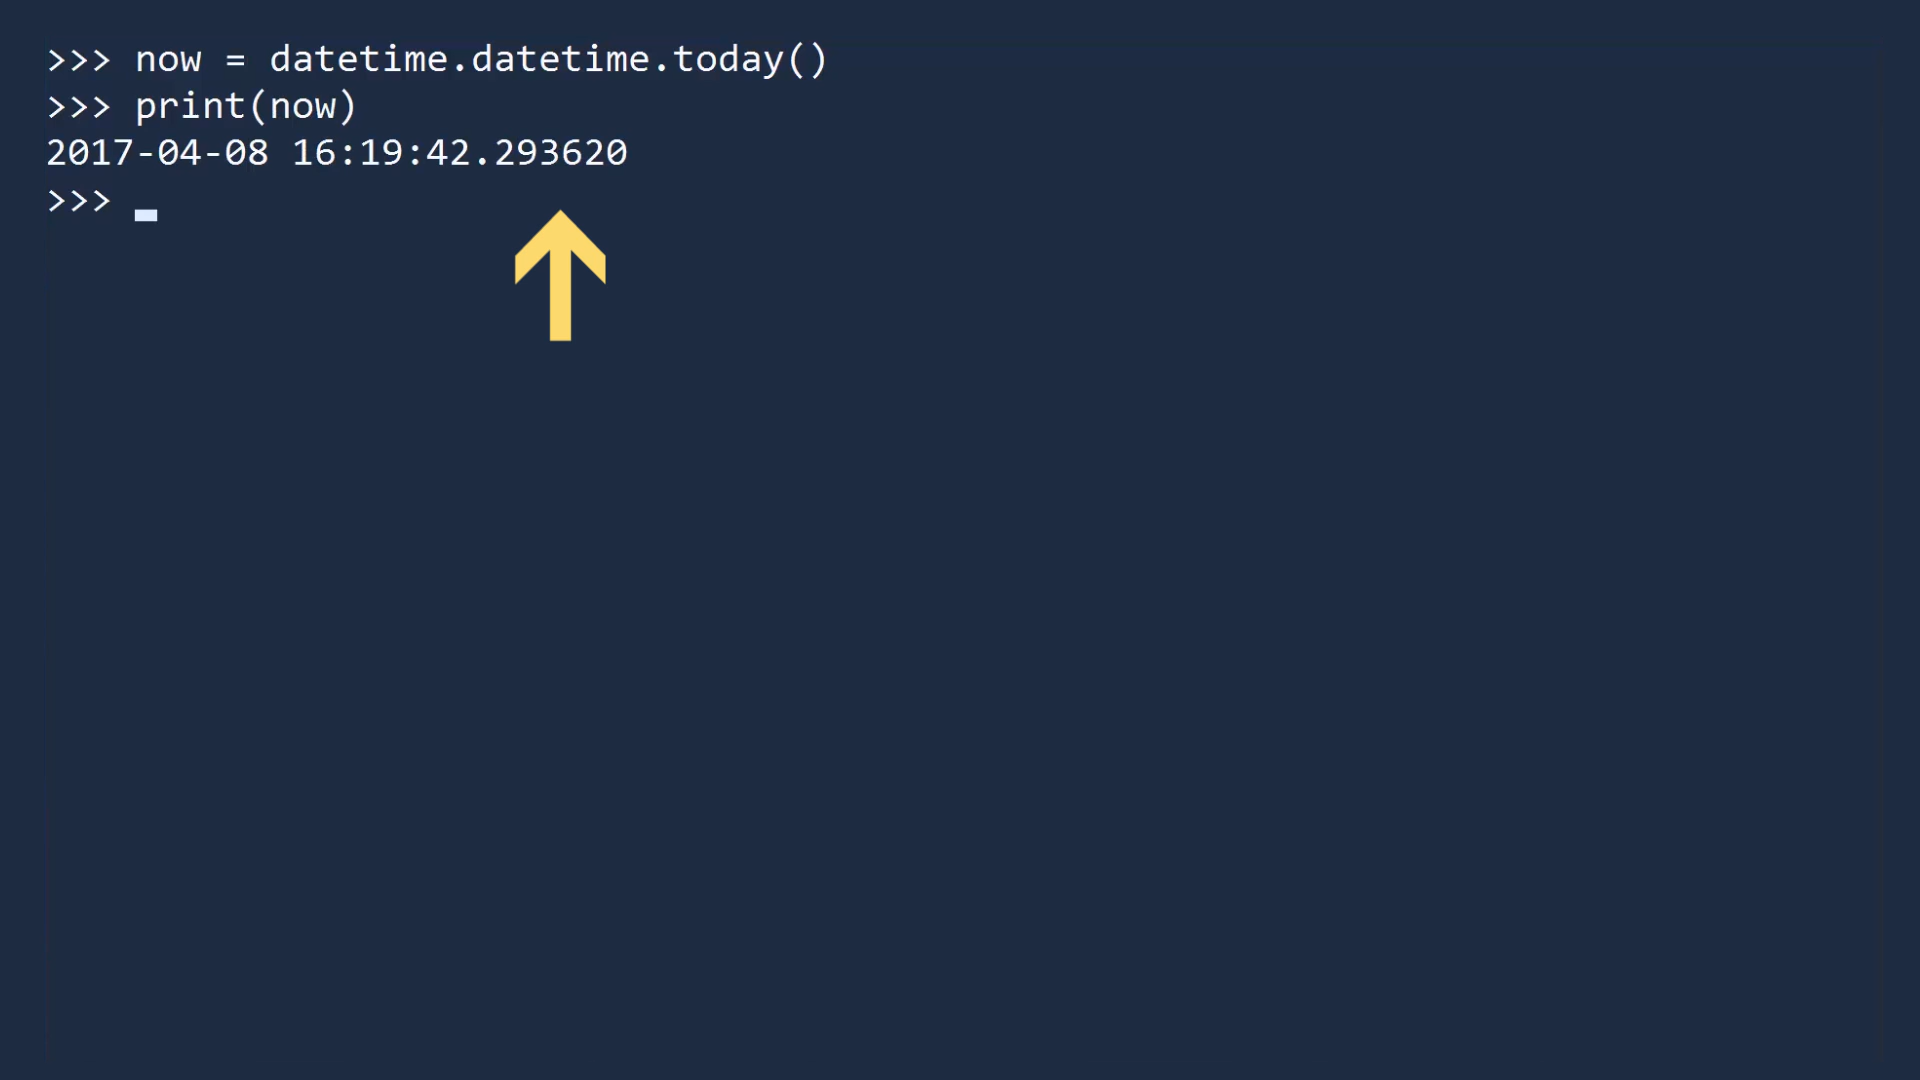 >>> now = datetime.datetime.today()
>>> print(now)
2017-04-08 16:19:42.293620
>>>